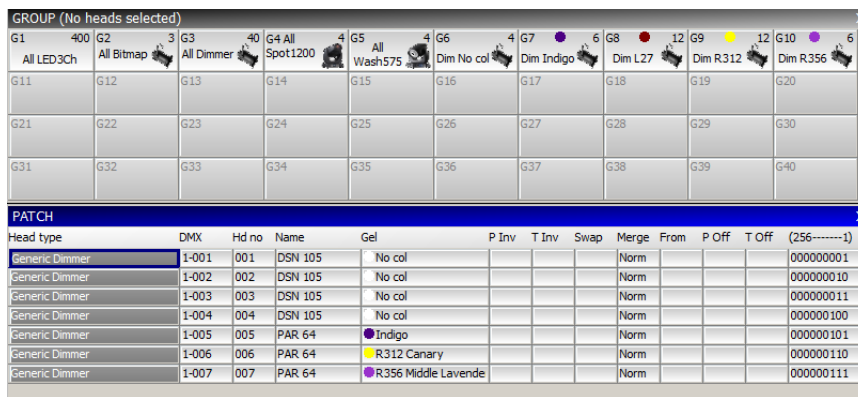 GROUP (No heads selected)
G1 400 G2 3 G3 40 G4 All 4 G5 4 G6 4 G7 6 G8 12 G9 12 G10 6
All LED3Ch All Bitmap All Dimmer Spot1200 All Wash575 Dim No col Dim Indigo Dim L27 Dim R312 Dim R356
G11 G12 G13 G14 G15 G16 G17 G18 G19 G20
G21 G22 G23 G24 G25 G26 G27 G28 G29 G30
G31 G32 G33 G34 G35 G36 G37 G38 G39 G40
PATCH
Head type DMX Hd no Name Gel P Inv T Inv Swap Merge From P Off T Off (256-------1)
Generic Dimmer 1-001 001 DSN 105 No col Norm 000000001
Generic Dimmer 1-002 002 DSN 105 No col Norm 000000010
Generic Dimmer 1-003 003 DSN 105 No col Norm 000000011
Generic Dimmer 1-004 004 DSN 105 No col Norm 000000100
Generic Dimmer 1-005 005 PAR 64 Indigo Norm 000000101
Generic Dimmer 1-006 006 PAR 64 R312 Canary Norm 000000110
Generic Dimmer 1-007 007 PAR 64 R356 Middle Lavende Norm 000000111